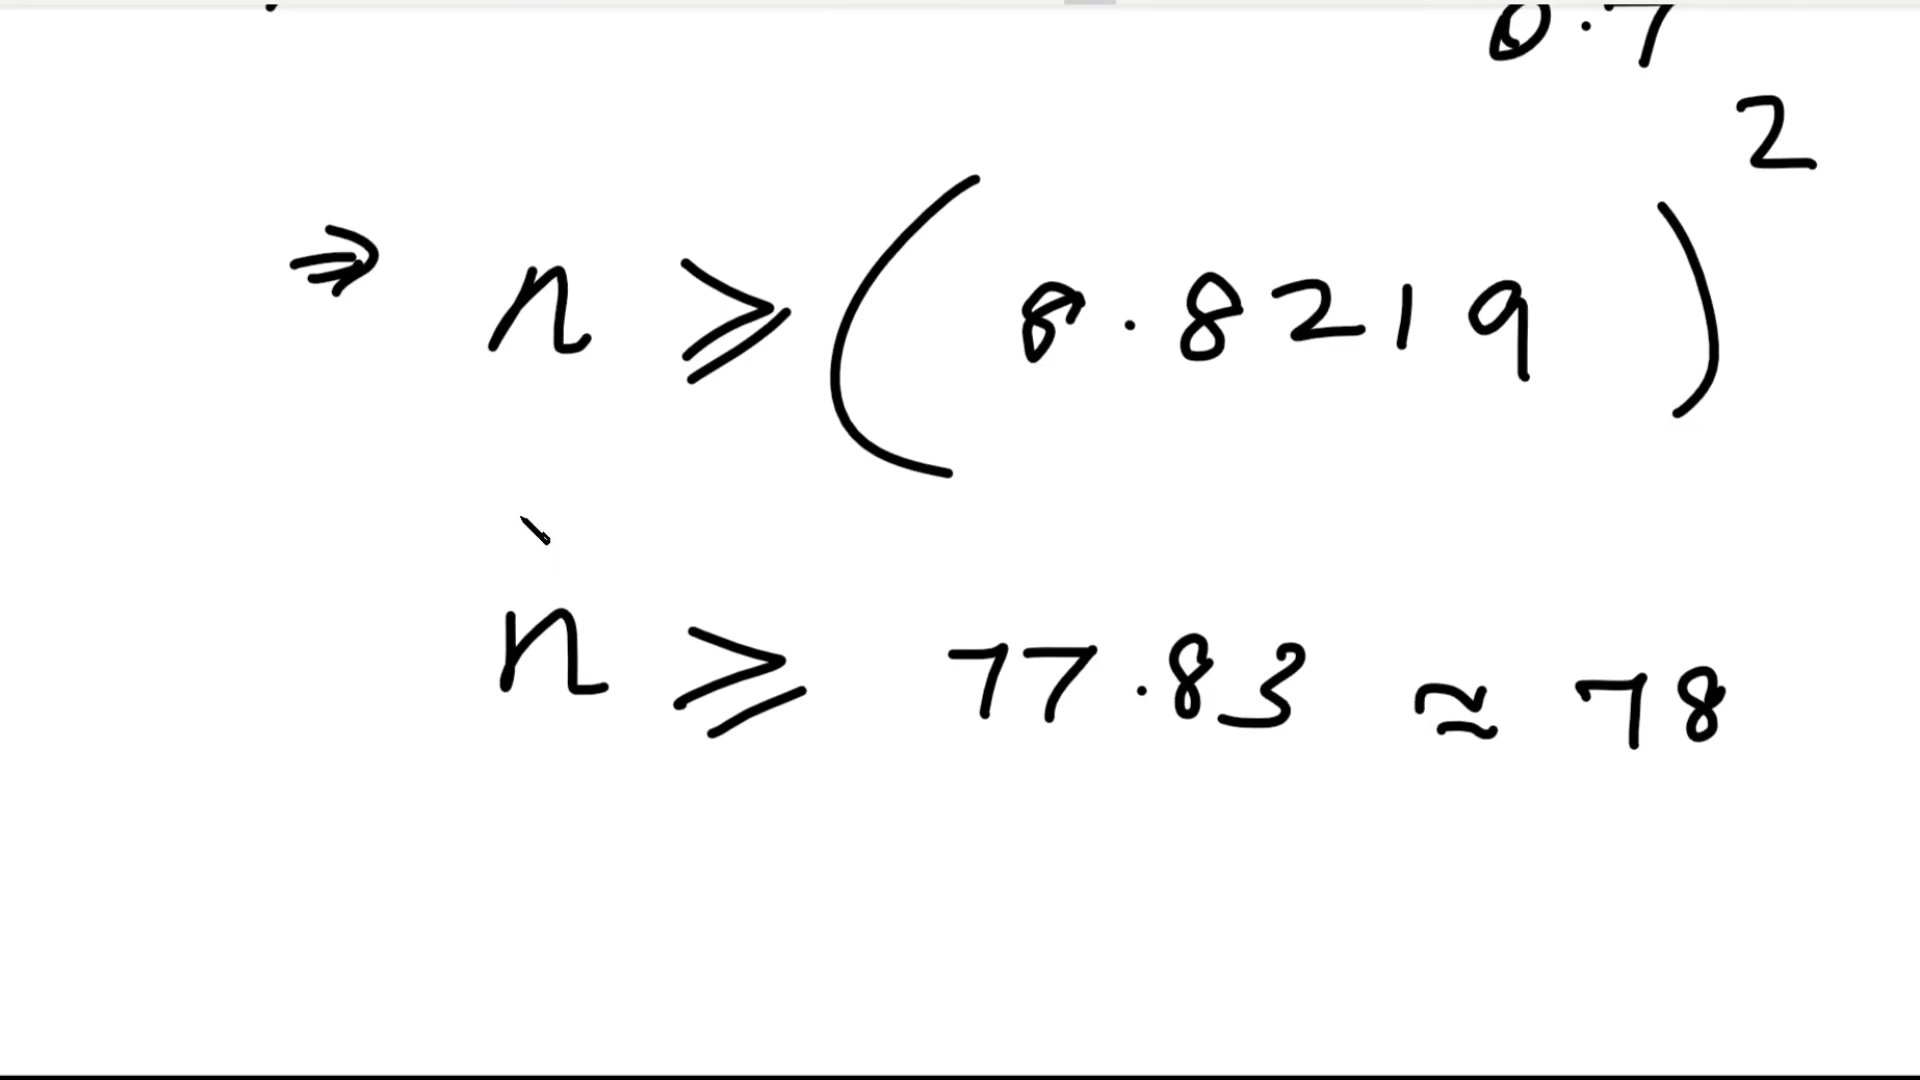 0.7
⇒ n ≥ (8.8219)²
n ≥ 77.83 ≈ 78